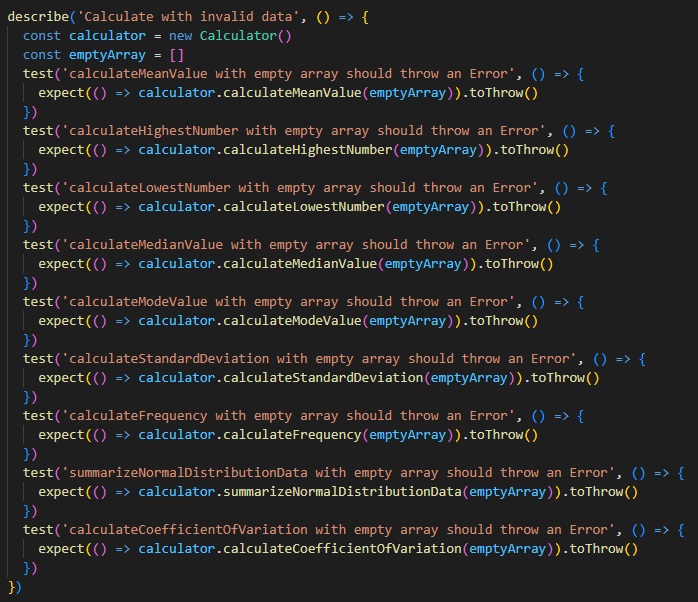 describe('Calculate with invalid data', () => {
  const calculator = new Calculator()
  const emptyArray = []
  test('calculateMeanValue with empty array should throw an Error', () => {
    expect(() => calculator.calculateMeanValue(emptyArray)).toThrow()
  })
  test('calculateHighestNumber with empty array should throw an Error', () => {
    expect(() => calculator.calculateHighestNumber(emptyArray)).toThrow()
  })
  test('calculateLowestNumber with empty array should throw an Error', () => {
    expect(() => calculator.calculateLowestNumber(emptyArray)).toThrow()
  })
  test('calculateMedianValue with empty array should throw an Error', () => {
    expect(() => calculator.calculateMedianValue(emptyArray)).toThrow()
  })
  test('calculateModeValue with empty array should throw an Error', () => {
    expect(() => calculator.calculateModeValue(emptyArray)).toThrow()
  })
  test('calculateStandardDeviation with empty array should throw an Error', () => {
    expect(() => calculator.calculateStandardDeviation(emptyArray)).toThrow()
  })
  test('calculateFrequency with empty array should throw an Error', () => {
    expect(() => calculator.calculateFrequency(emptyArray)).toThrow()
  })
  test('summarizeNormalDistributionData with empty array should throw an Error', () => {
    expect(() => calculator.summarizeNormalDistributionData(emptyArray)).toThrow()
  })
  test('calculateCoefficientOfVariation with empty array should throw an Error', () => {
    expect(() => calculator.calculateCoefficientOfVariation(emptyArray)).toThrow()
  })
})